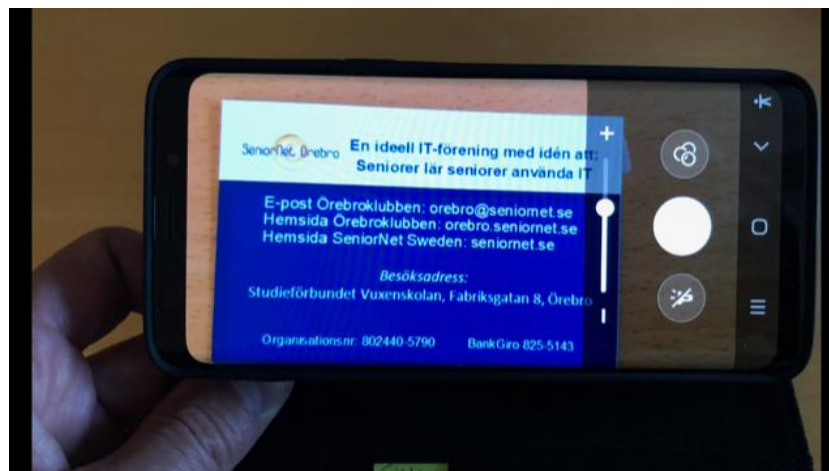 SeniorNet Örebro
En ideell IT-förening med idén att:
Seniorer lär seniorer använda IT
E-post Örebroklubben: orebro@seniornet.se
Hemsida Örebroklubben: orebro.seniornet.se
Hemsida SeniorNet Sweden: seniornet.se
Besöksadress:
Studieförbundet Vuxenskolan, Fabriksgatan 8, Örebro
Organisationsnr: 802440-5790 BankGiro 825-5143